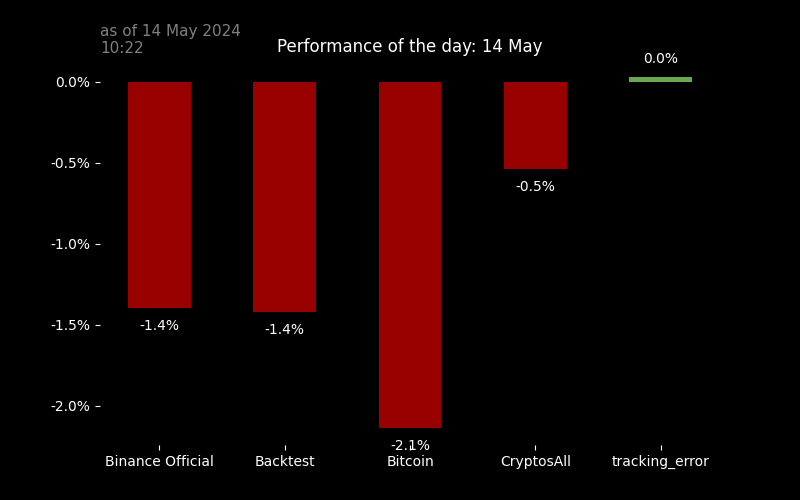 as of 14 May 2024
10:22
Performance of the day: 14 May
0.0%
0.0%
-0.5%
-0.5%
-1.0%
-1.5%
-1.4%
-1.4%
-2.0%
-2.1%
Binance Official
Backtest
Bitcoin
CryptosAll
tracking_error